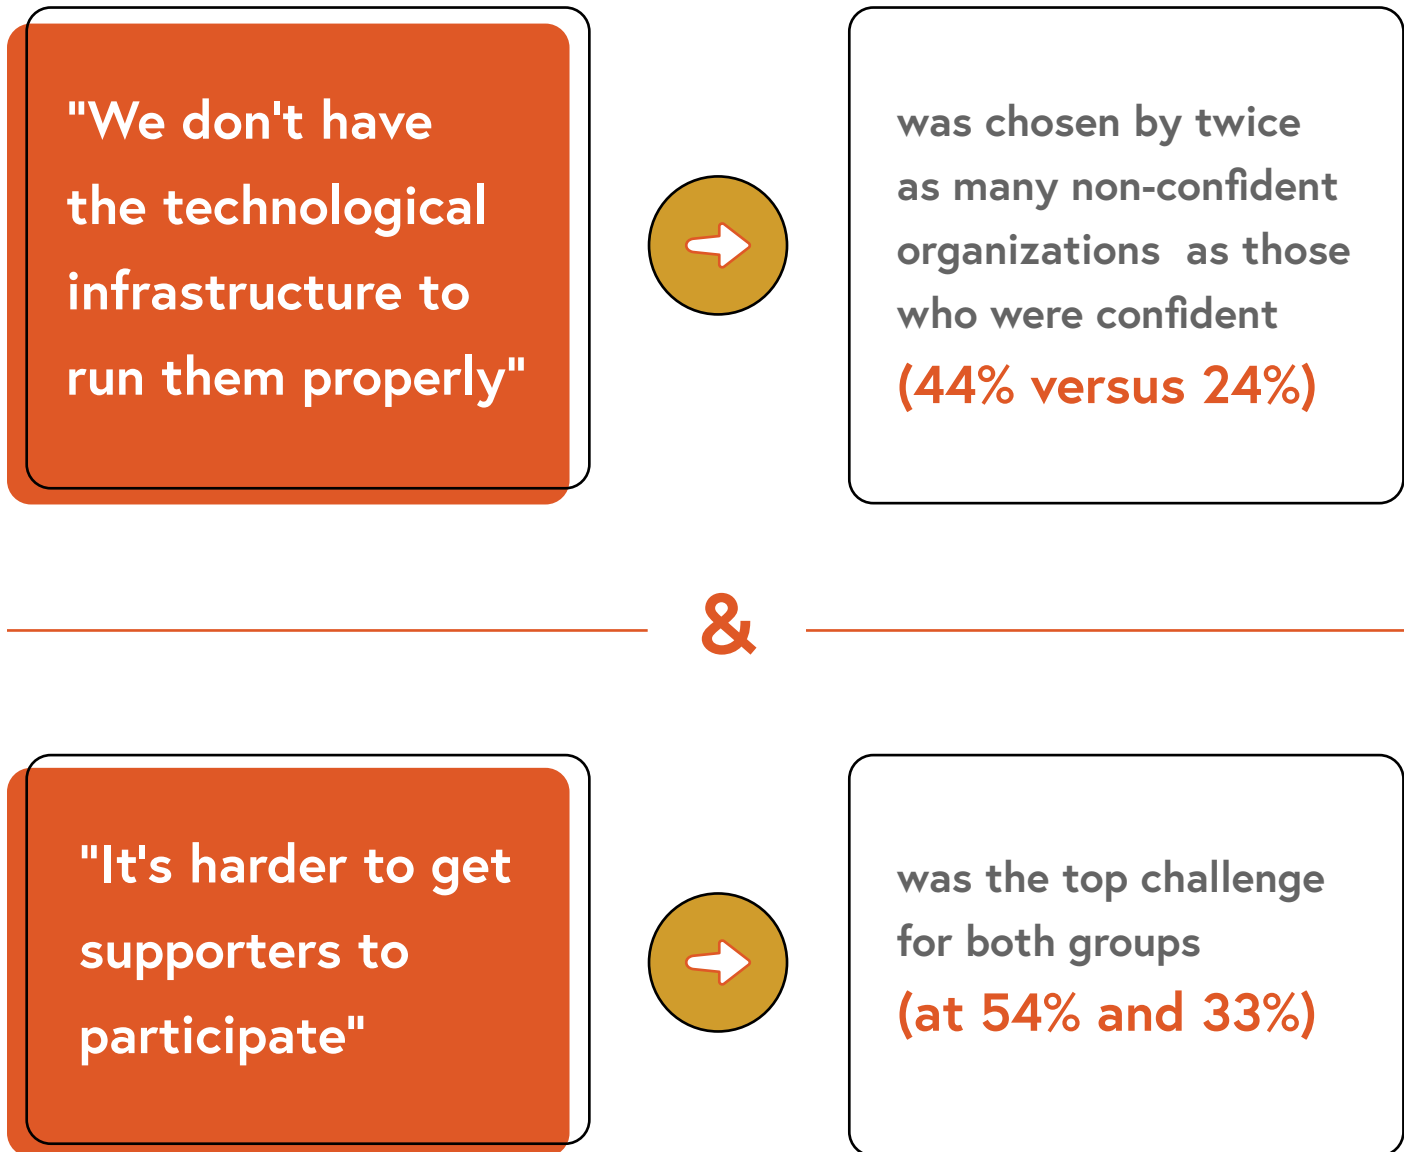 "We don't have
the technological
infrastructure to
run them properly"
was chosen by twice
as many non-confident
organizations  as those
who were confident
(44% versus 24%)
&
"It's harder to get
supporters to
participate"
was the top challenge
for both groups
(at 54% and 33%)